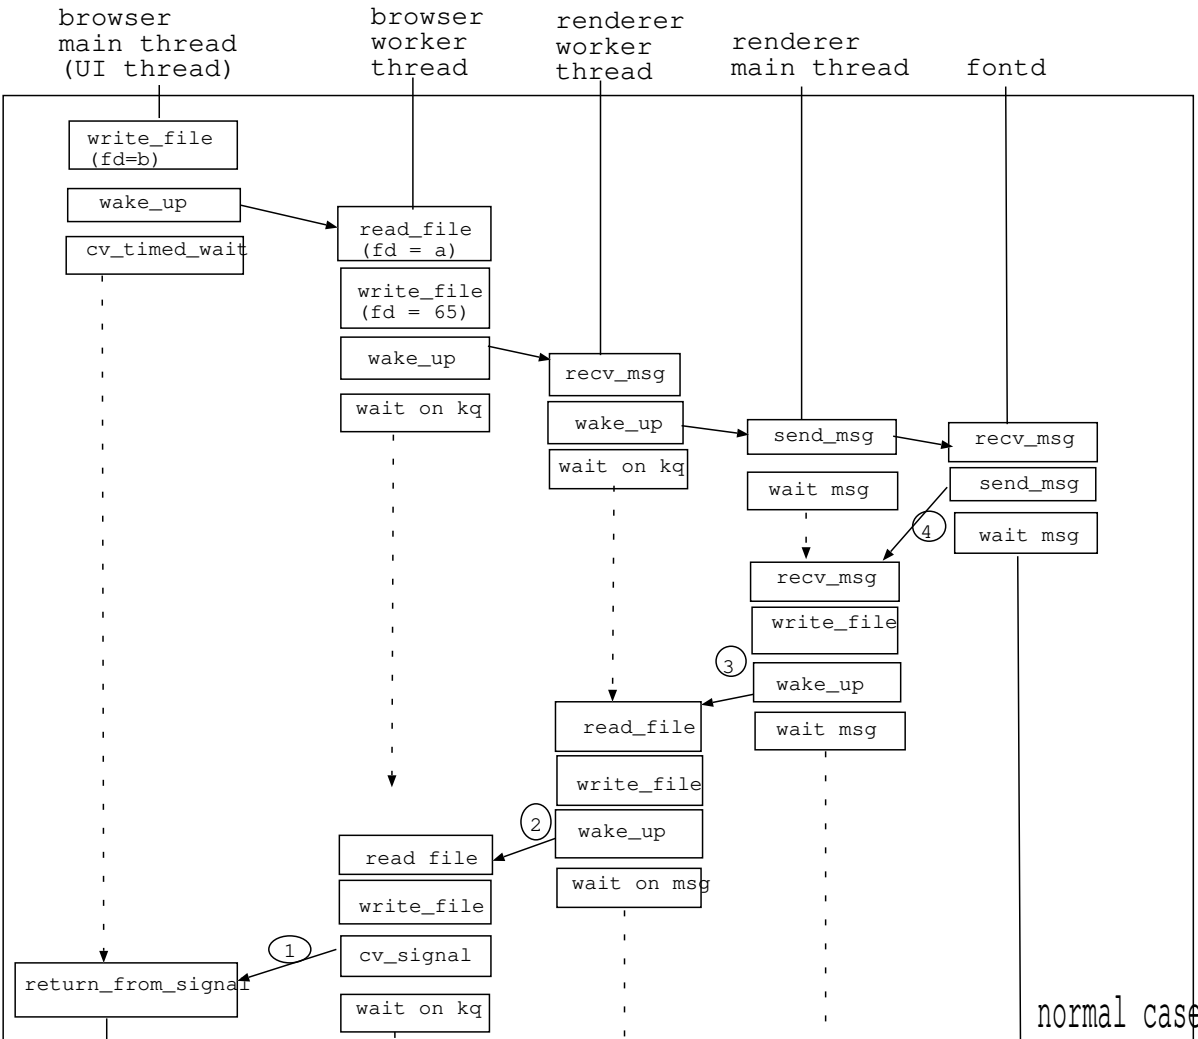 browser
main thread
(UI thread)
browser
worker
thread
renderer
worker
thread
renderer
main thread
fontd
write_file
(fd=b)
wake_up
cv_timed_wait
read_file
(fd = a)
write_file
(fd = 65)
wake_up
wait on kq
recv_msg
wake_up
wait on kq
send_msg
wait msg
recv_msg
send_msg
wait msg
4
recv_msg
write_file
3
wake_up
wait msg
read_file
write_file
2
wake_up
wait on msg
read file
write_file
1
cv_signal
wait on kq
return_from_signal
normal case